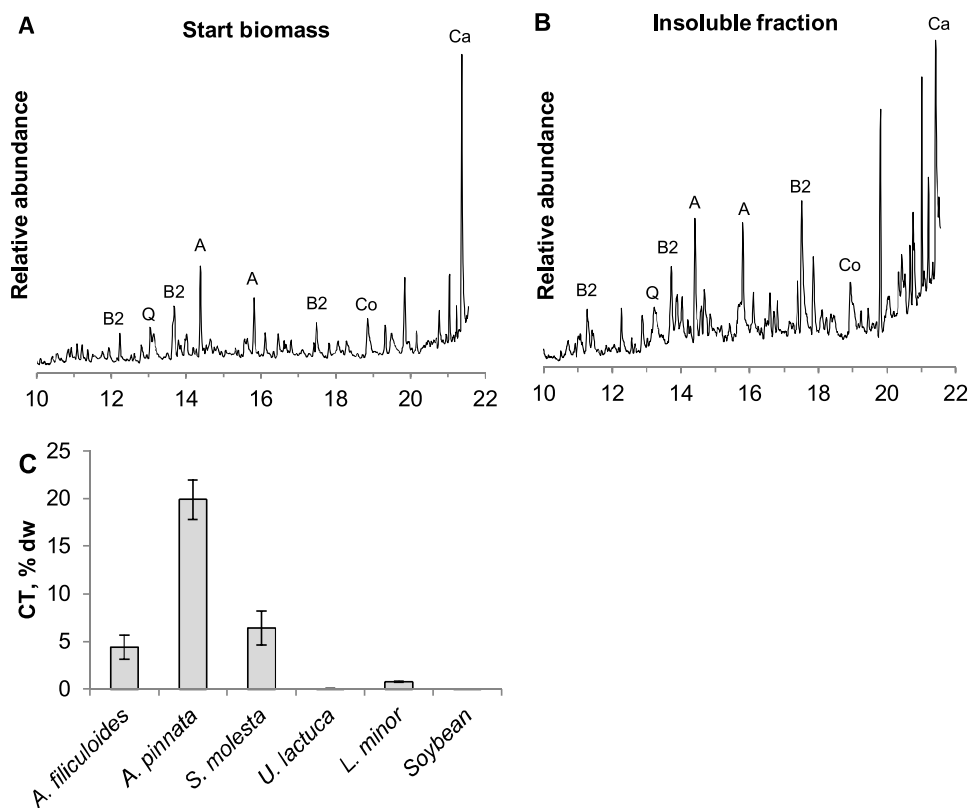 A
Start biomass
Ca
Relative abundance
B2
Q
B2
A
A
B2
Co
10 12 14 16 18 20 22
B
Insoluble fraction
Ca
Relative abundance
B2
Q
B2
A
A
B2
Co
10 12 14 16 18 20 22
C
CT, % dw
25
20
15
10
5
0
A. filiculoides
A. pinnata
S. molesta
U. lactuca
L. minor
Soybean